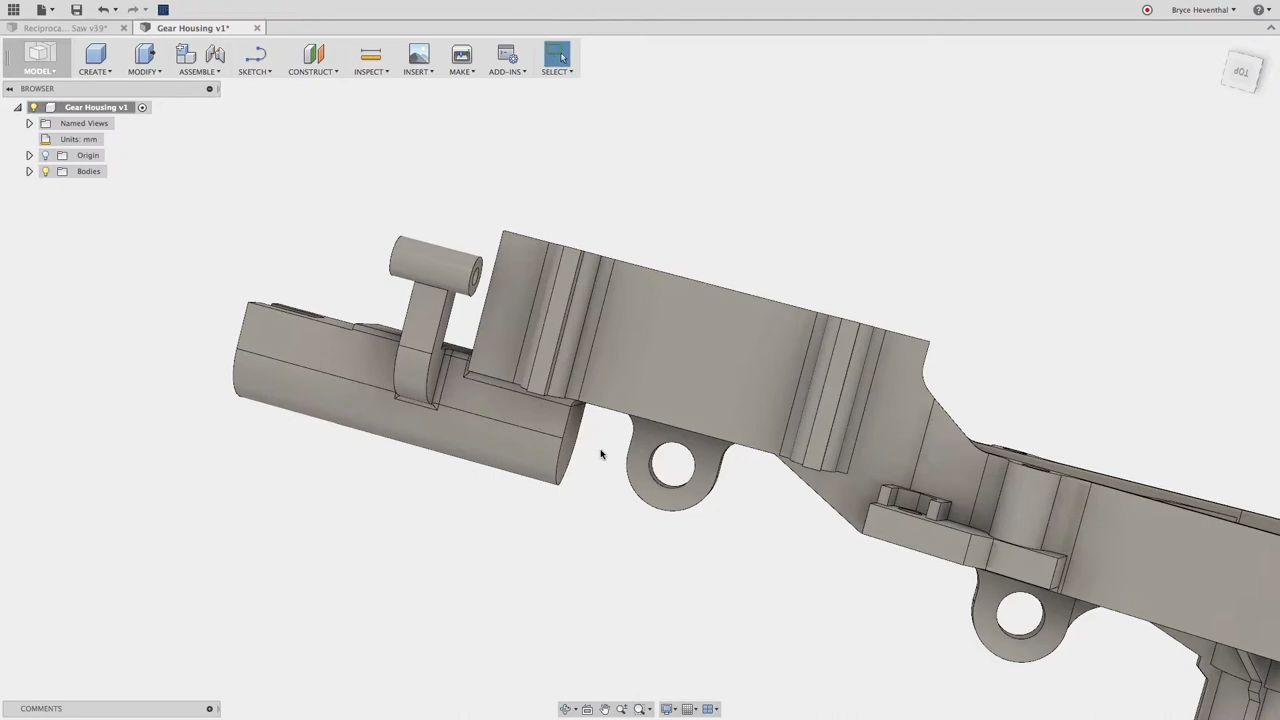 Bryce Heventhal
Reciproca... Saw v39*
Gear Housing v1*
MODEL
CREATE
MODIFY
ASSEMBLE
SKETCH
CONSTRUCT
INSPECT
INSERT
MAKE
ADD-INS
SELECT
TOP
BROWSER
Gear Housing v1
Named Views
Units: mm
Origin
Bodies
COMMENTS